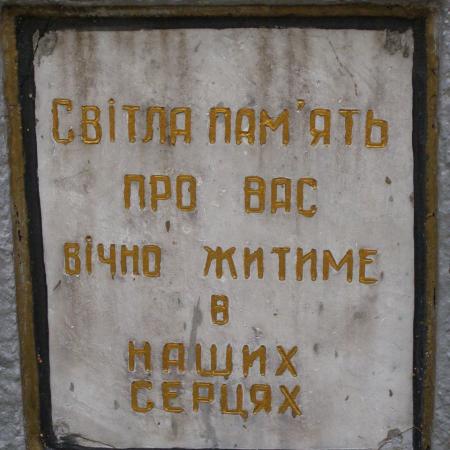 Світла пам'ять
про вас
вічно житиме
в
наших
серцях